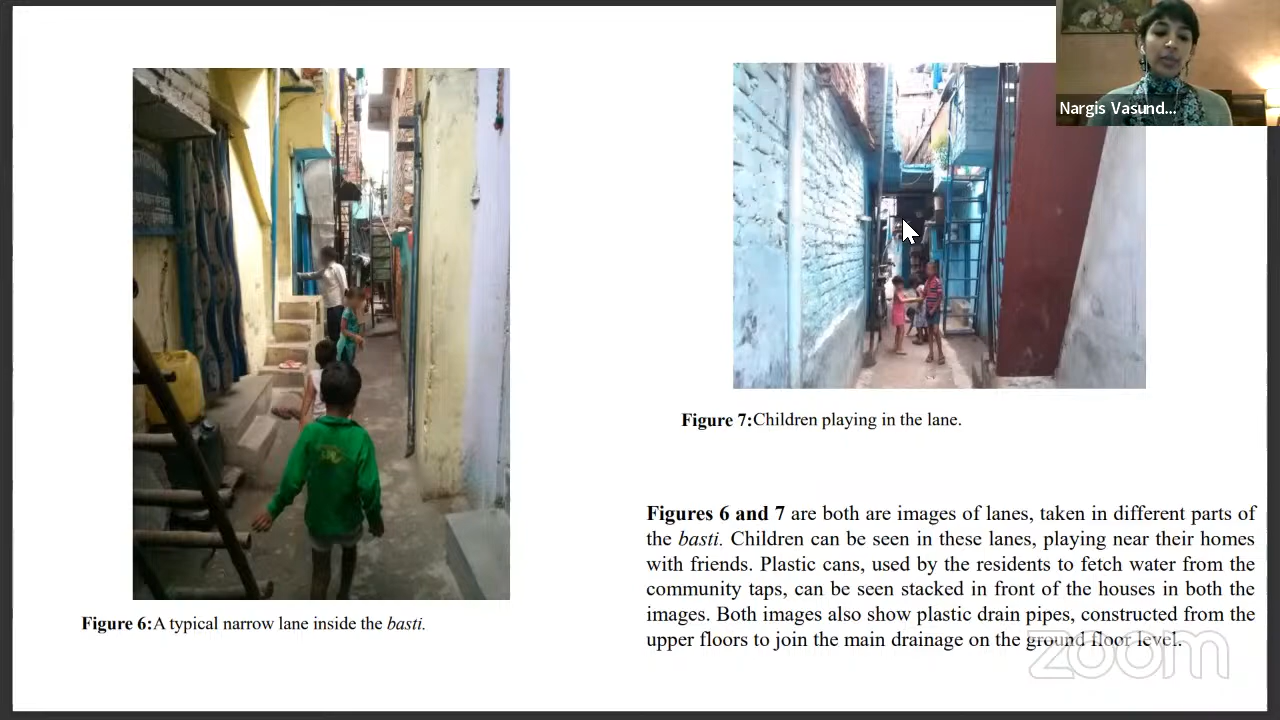 Nargis Vasund...
Figure 7:Children playing in the lane.
Figures 6 and 7 are both are images of lanes, taken in different parts of
the basti. Children can be seen in these lanes, playing near their homes
with friends. Plastic cans, used by the residents to fetch water from the
community taps, can be seen stacked in front of the houses in both the
images. Both images also show plastic drain pipes, constructed from the
upper floors to join the main drainage on the ground floor level.
Figure 6:A typical narrow lane inside the basti.
zoom